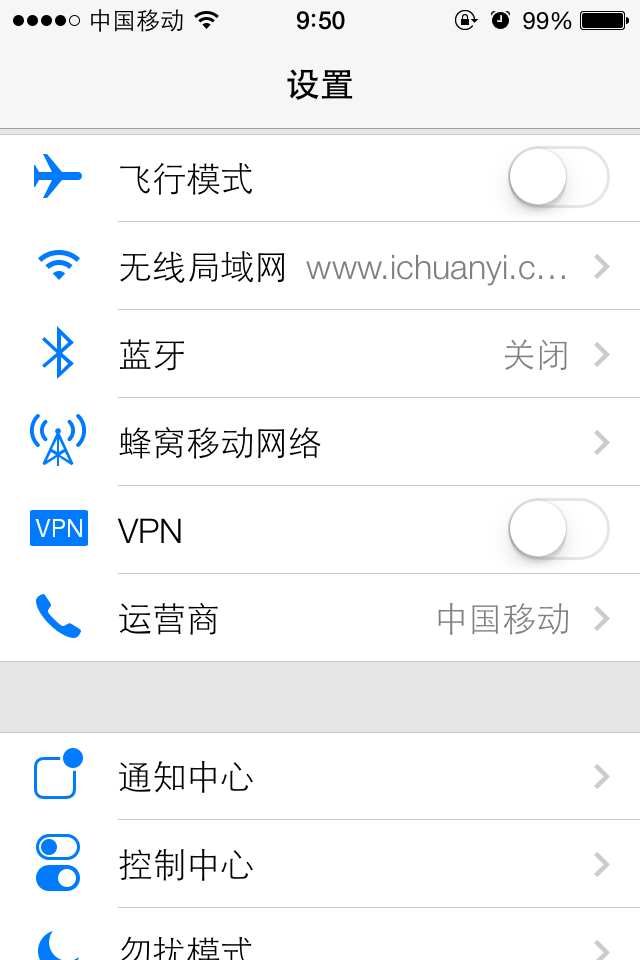 中国移动 9:50 99%
设置
飞行模式
无线局域网 www.ichuanyi.c...
蓝牙 关闭
蜂窝移动网络
VPN VPN
运营商 中国移动
通知中心
控制中心
勿扰模式